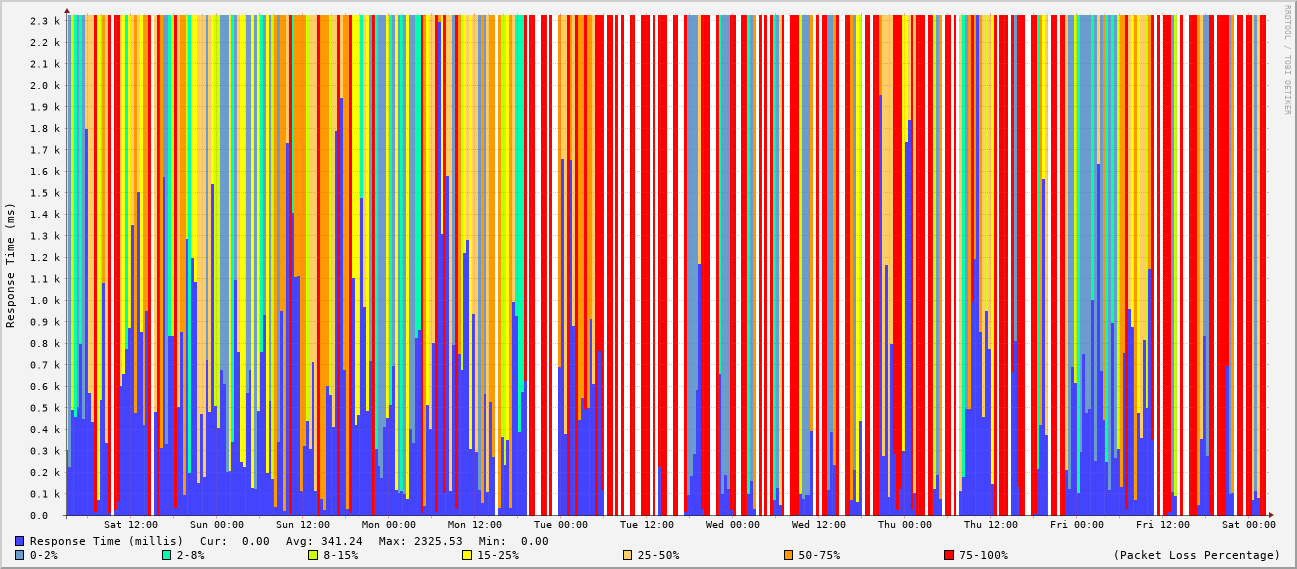 2.3 k
2.2 k
2.1 k
2.0 k
1.9 k
1.8 k
1.7 k
1.6 k
1.5 k
1.4 k
1.3 k
1.2 k
1.1 k
1.0 k
0.9 k
0.8 k
0.7 k
0.6 k
0.5 k
0.4 k
0.3 k
0.2 k
0.1 k
0.0
Response Time (ms)
RRDTOOL / TOBI OETIKER
Sat 12:00 Sun 00:00 Sun 12:00 Mon 00:00 Mon 12:00 Tue 00:00 Tue 12:00 Wed 00:00 Wed 12:00 Thu 00:00 Thu 12:00 Fri 00:00 Fri 12:00 Sat 00:00
Response Time (millis) Cur: 0.00 Avg: 341.24 Max: 2325.53 Min: 0.00
0-2% 2-8% 8-15% 15-25% 25-50% 50-75% 75-100% (Packet Loss Percentage)